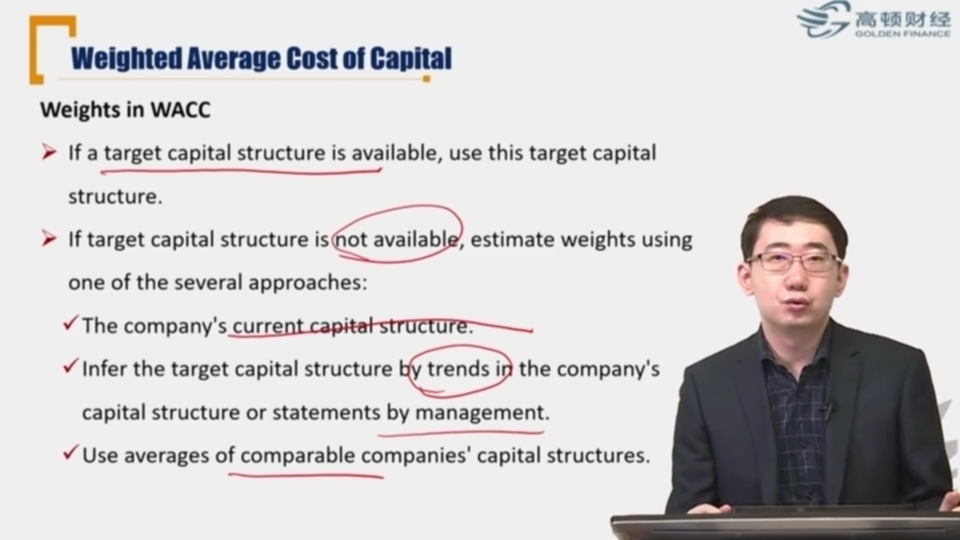 高顿财经
GOLDEN FINANCE
Weighted Average Cost of Capital
Weights in WACC
If a target capital structure is available, use this target capital
structure.
If target capital structure is not available, estimate weights using
one of the several approaches:
The company's current capital structure.
Infer the target capital structure by trends in the company's
capital structure or statements by management.
Use averages of comparable companies' capital structures.